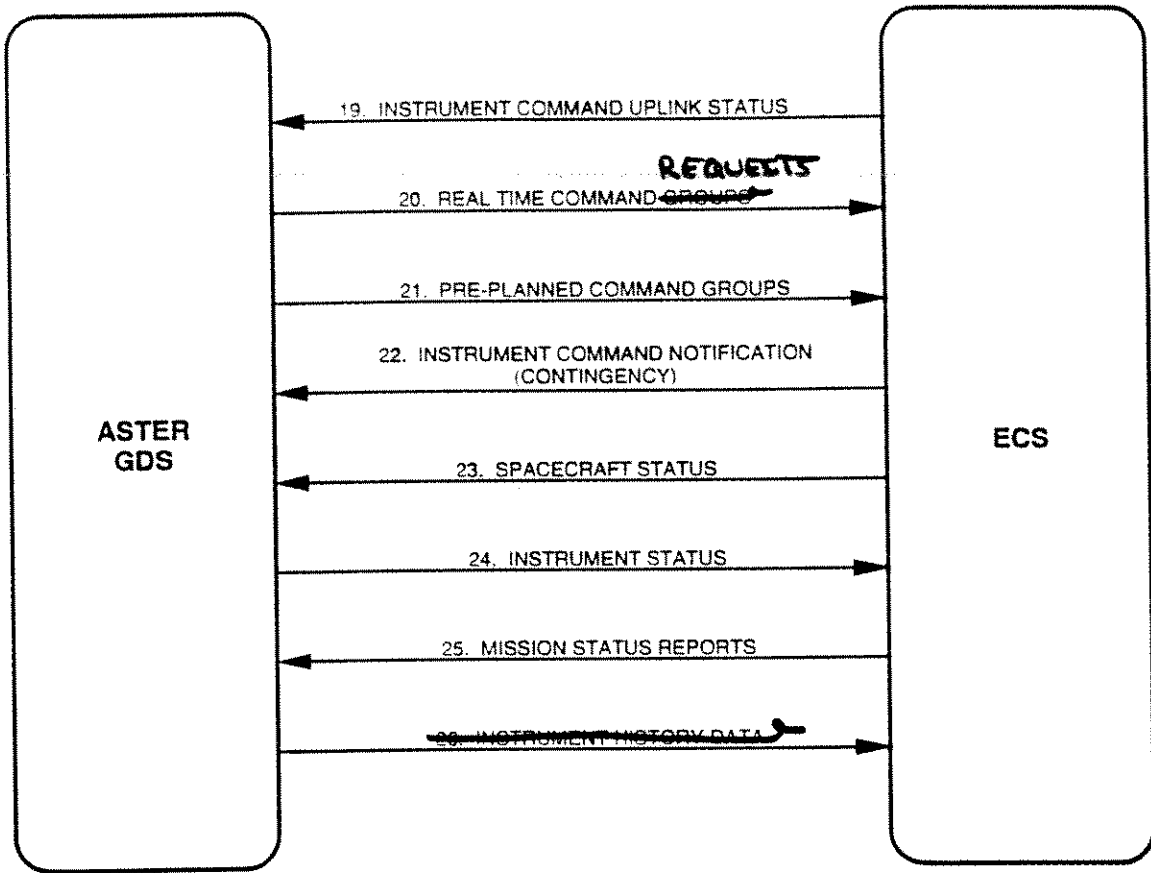 19. INSTRUMENT COMMAND UPLINK STATUS
REQUESTS
20. REAL TIME COMMAND GROUPS
21. PRE-PLANNED COMMAND GROUPS
22. INSTRUMENT COMMAND NOTIFICATION
(CONTINGENCY)
ASTER
GDS
ECS
23. SPACECRAFT STATUS
24. INSTRUMENT STATUS
25. MISSION STATUS REPORTS
26. INSTRUMENT HISTORY DATA